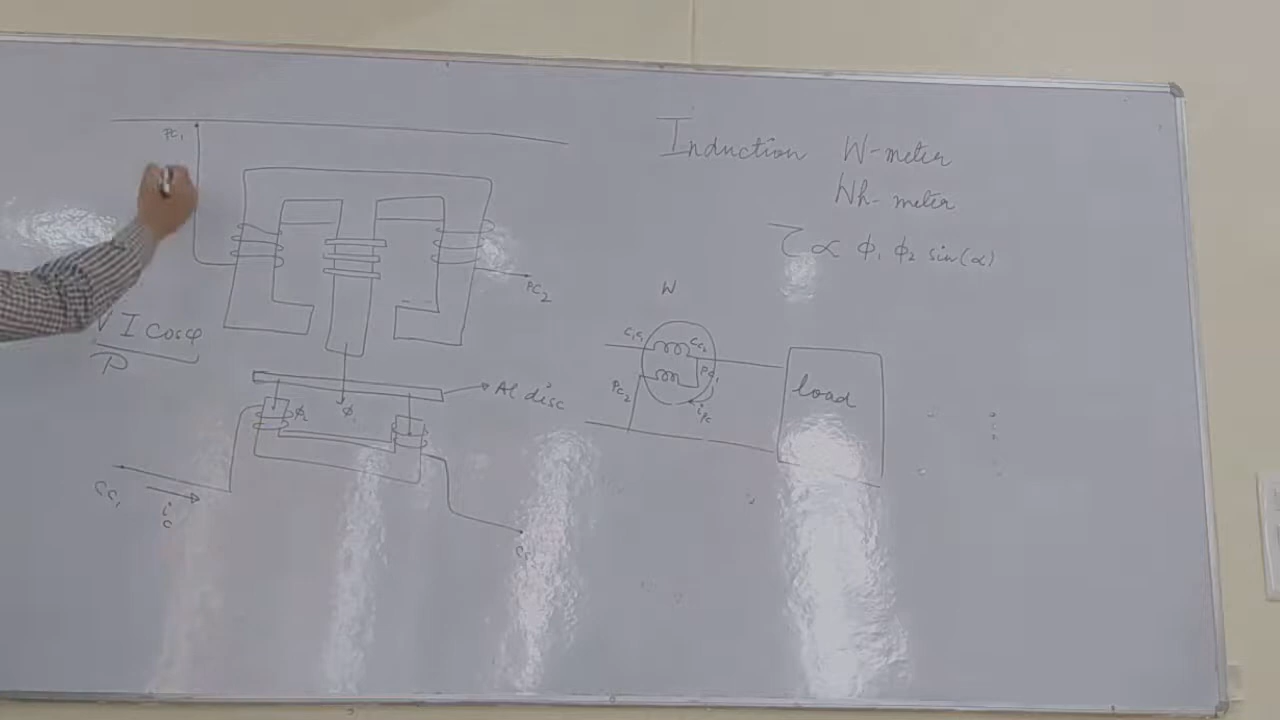 Induction W-meter
Wh- meter
τ ∝ φ₁ φ₂ sin(α)
PC₁
PC₂
V I Cosφ
P
Al disc
φ₂
φ₁
CC₁
i
c
W
CC₂
PC₁
PC₂
i
PC
load